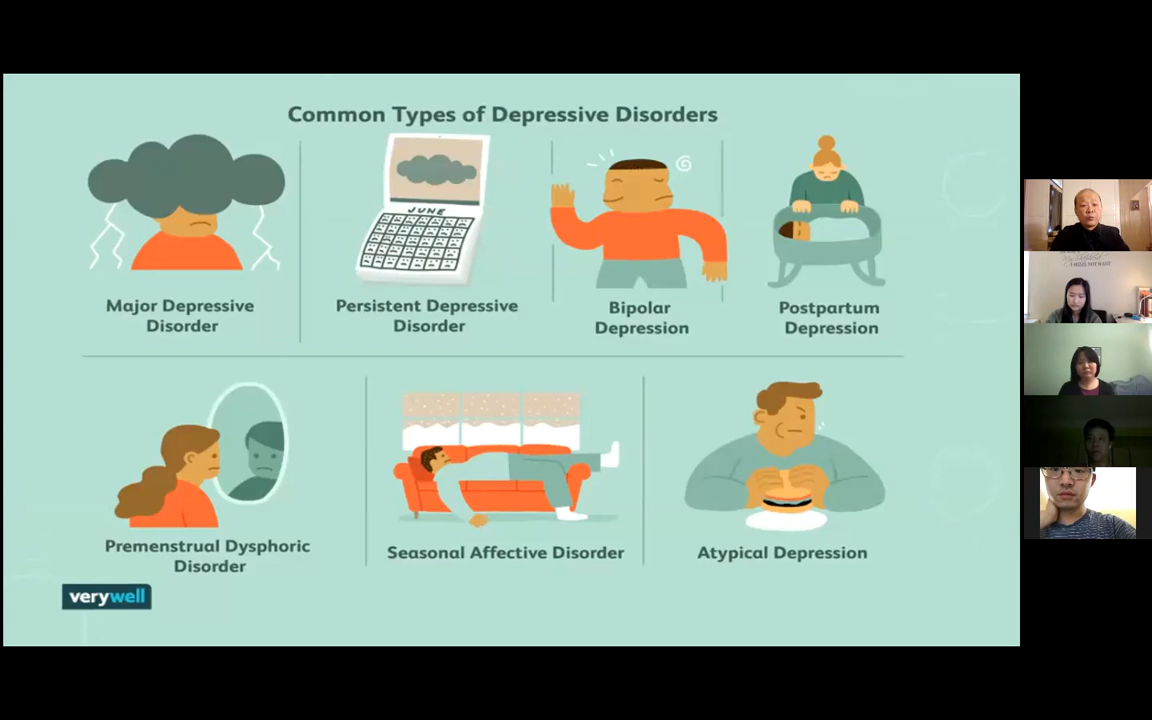 Common Types of Depressive Disorders
JUNE
Major Depressive
Disorder
Persistent Depressive
Disorder
Bipolar
Depression
Postpartum
Depression
Premenstrual Dysphoric
Disorder
Seasonal Affective Disorder
Atypical Depression
verywell